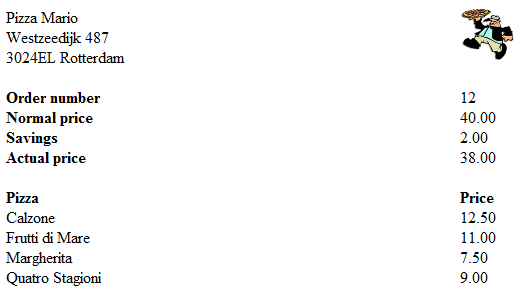 Pizza Mario
Westzeedijk 487
3024EL Rotterdam
Order number 12
Normal price 40.00
Savings 2.00
Actual price 38.00
Pizza Price
Calzone 12.50
Frutti di Mare 11.00
Margherita 7.50
Quatro Stagioni 9.00